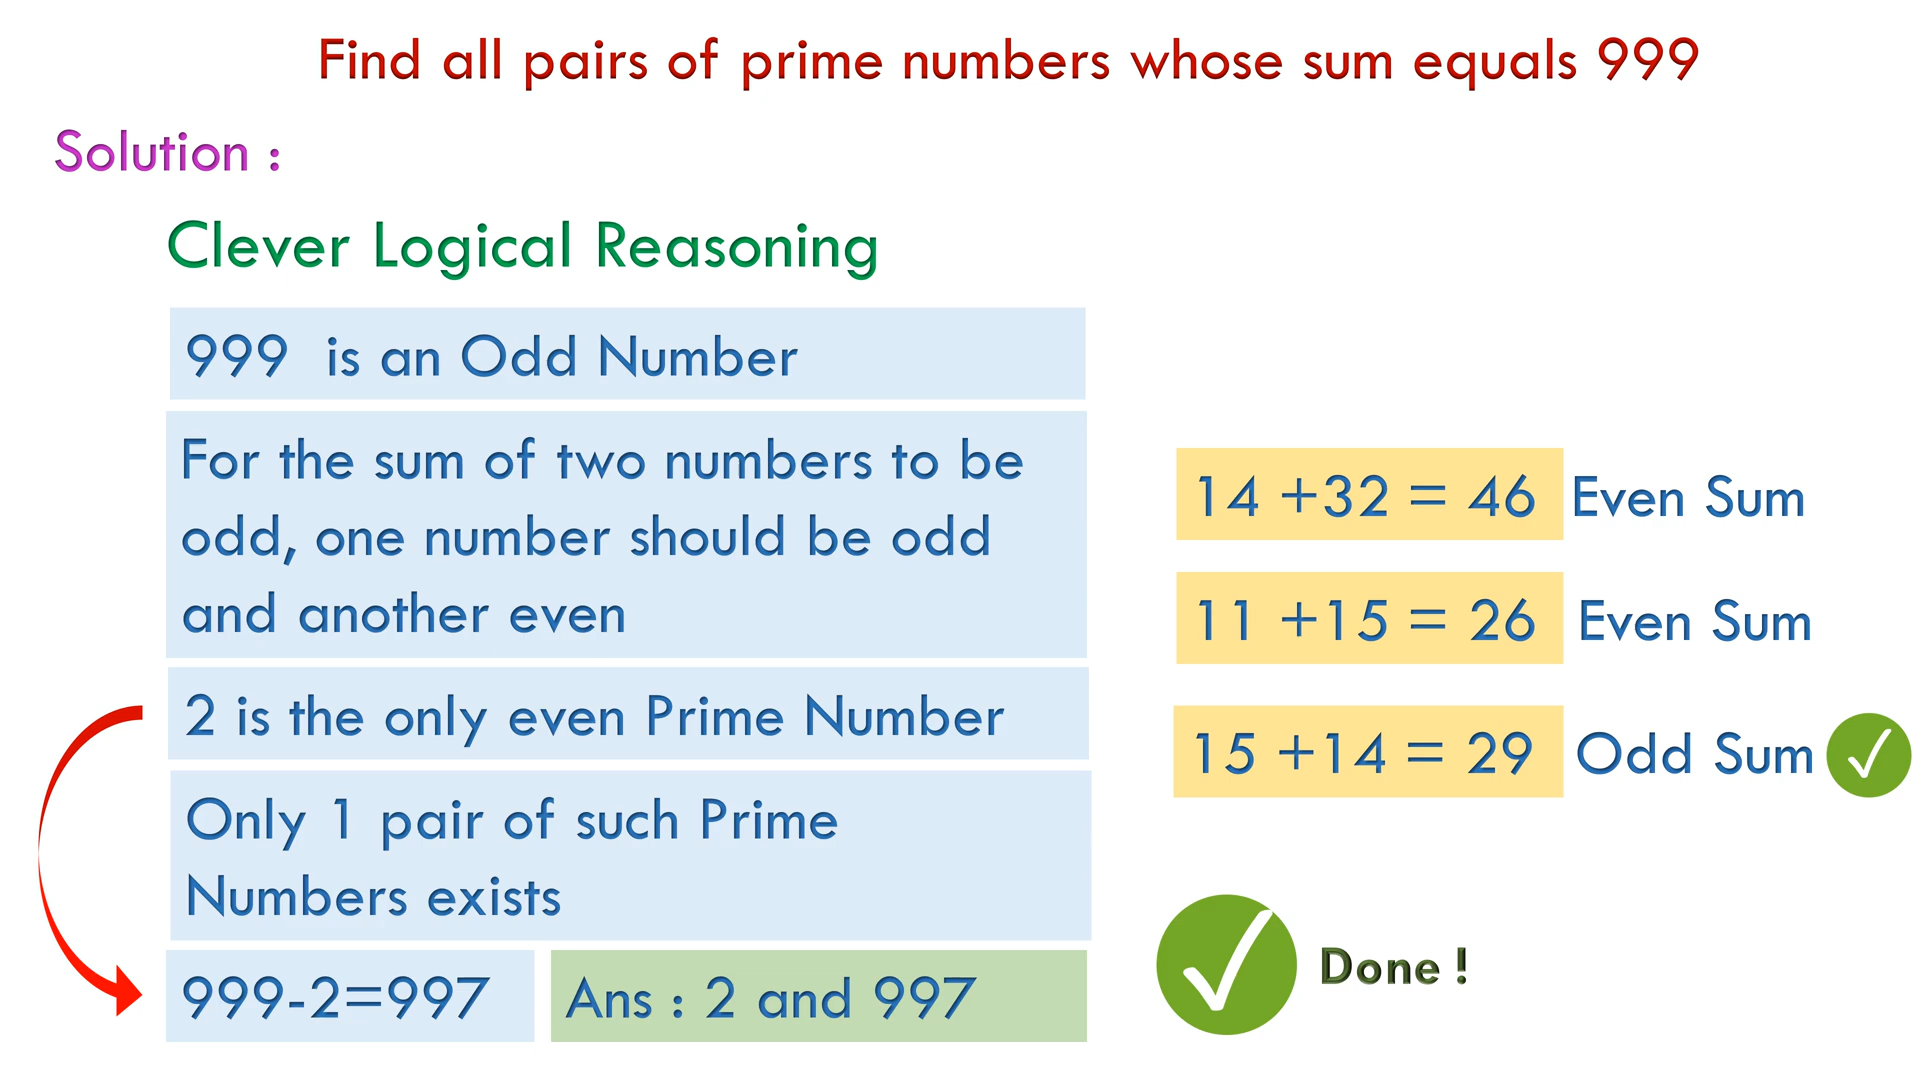 Find all pairs of prime numbers whose sum equals 999
Solution :
Clever Logical Reasoning
999 is an Odd Number
For the sum of two numbers to be
odd, one number should be odd
and another even
2 is the only even Prime Number
Only 1 pair of such Prime
Numbers exists
999-2=997
Ans : 2 and 997
14 +32 = 46 Even Sum
11 +15 = 26 Even Sum
15 +14 = 29 Odd Sum
Done !